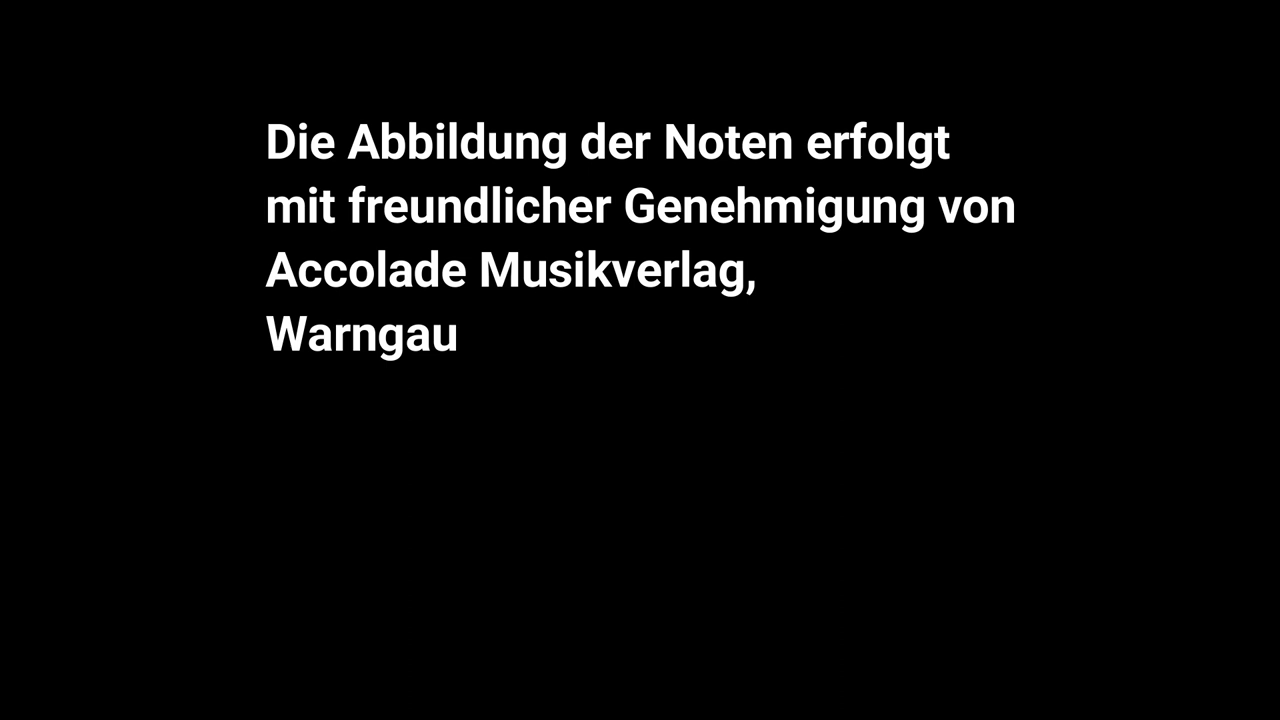 Die Abbildung der Noten erfolgt
mit freundlicher Genehmigung von
Accolade Musikverlag,
Warngau